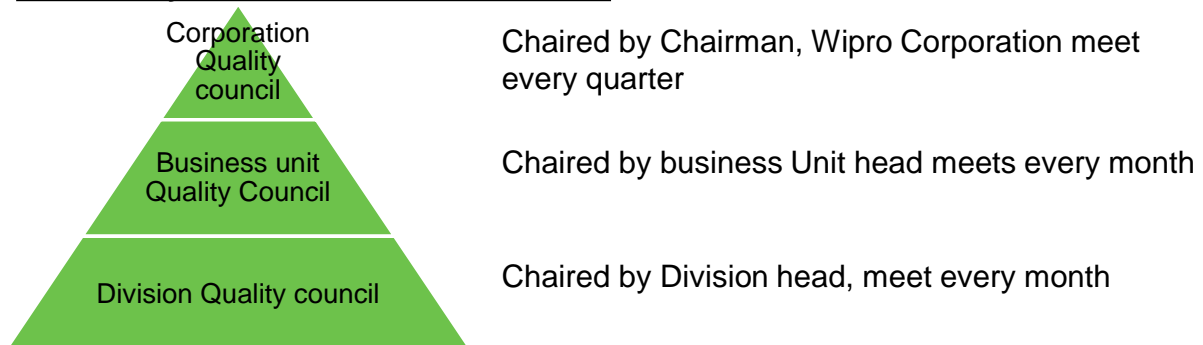 Corporation
Quality
council
Chaired by Chairman, Wipro Corporation meet
every quarter
Business unit
Quality Council
Chaired by business Unit head meets every month
Division Quality council
Chaired by Division head, meet every month